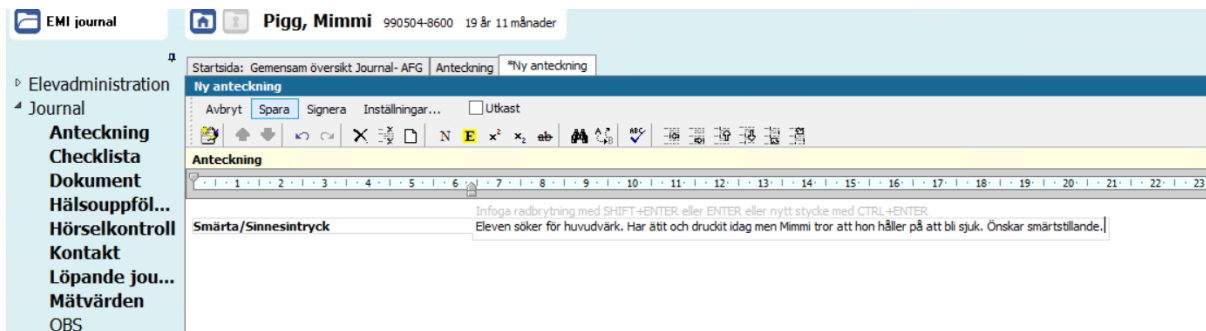 EMI journal
Pigg, Mimmi 990504-8600 19 år 11 månader
Startsida: Gemensam översikt Journal- AFG Anteckning *Ny anteckning
Elevadministration
Ny anteckning
Journal
Avbryt Spara Signera Inställningar... Utkast
Anteckning
N E x² x₂ ab ABC
Checklista
Anteckning
Dokument
1 2 3 4 5 6 7 8 9 10 11 12 13 14 15 16 17 18 19 20 21 22 23
Hälsouppföl...
Infoga radbrytning med SHIFT+ENTER eller ENTER eller nytt stycke med CTRL+ENTER
Hörselkontroll
Smärta/Sinnesintryck Eleven söker för huvudvärk. Har ätit och druckit idag men Mimmi tror att hon håller på att bli sjuk. Önskar smärtstillande.
Kontakt
Löpande jou...
Mätvärden
OBS